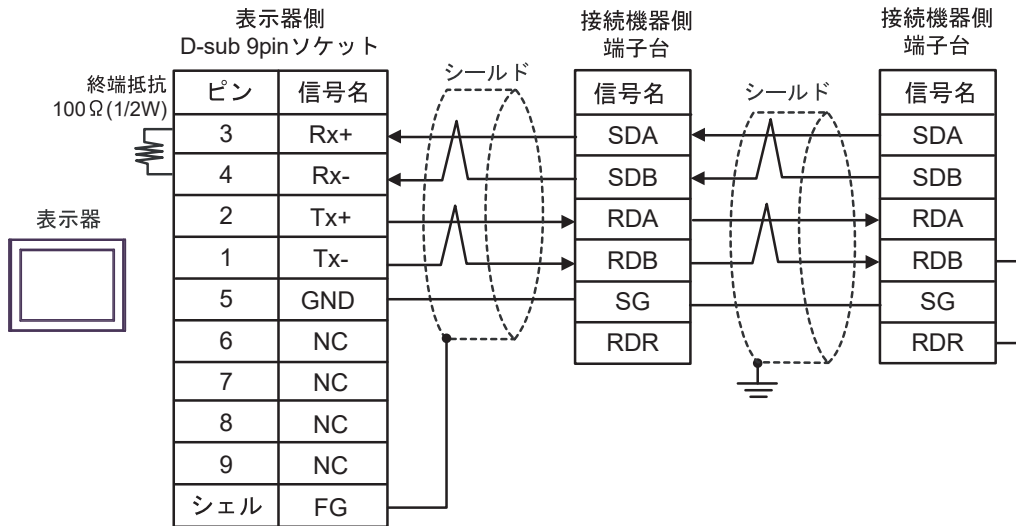 表示器側
D-sub 9pinソケット
接続機器側
端子台
接続機器側
端子台
終端抵抗
100Ω(1/2W)
シールド
シールド
表示器
ピン 信号名
3 Rx+
4 Rx-
2 Tx+
1 Tx-
5 GND
6 NC
7 NC
8 NC
9 NC
シェル FG
信号名
SDA
SDB
RDA
RDB
SG
RDR
信号名
SDA
SDB
RDA
RDB
SG
RDR